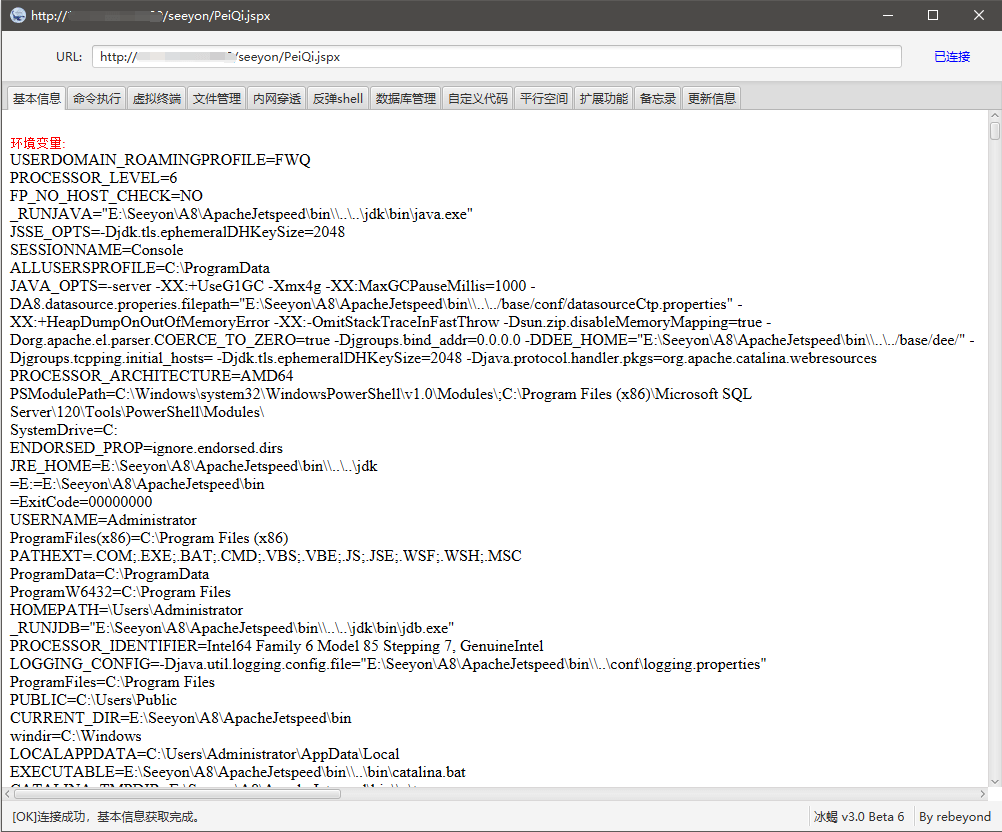 http:// /seeyon/PeiQi.jspx
URL: http:// /seeyon/PeiQi.jspx 已连接
基本信息 命令执行 虚拟终端 文件管理 内网穿透 反弹shell 数据库管理 自定义代码 平行空间 扩展功能 备忘录 更新信息
环境变量:
USERDOMAIN_ROAMINGPROFILE=FWQ
PROCESSOR_LEVEL=6
FP_NO_HOST_CHECK=NO
_RUNJAVA="E:\Seeyon\A8\ApacheJetspeed\bin\\..\..\jdk\bin\java.exe"
JSSE_OPTS=-Djdk.tls.ephemeralDHKeySize=2048
SESSIONNAME=Console
ALLUSERSPROFILE=C:\ProgramData
JAVA_OPTS=-server -XX:+UseG1GC -Xmx4g -XX:MaxGCPauseMillis=1000 -
DA8.datasource.properies.filepath="E:\Seeyon\A8\ApacheJetspeed\bin\\..\../base/conf/datasourceCtp.properties" -
XX:+HeapDumpOnOutOfMemoryError -XX:-OmitStackTraceInFastThrow -Dsun.zip.disableMemoryMapping=true -
Dorg.apache.el.parser.COERCE_TO_ZERO=true -Djgroups.bind_addr=0.0.0.0 -DDEE_HOME="E:\Seeyon\A8\ApacheJetspeed\bin\\..\../base/dee/" -
Djgroups.tcpping.initial_hosts= -Djdk.tls.ephemeralDHKeySize=2048 -Djava.protocol.handler.pkgs=org.apache.catalina.webresources
PROCESSOR_ARCHITECTURE=AMD64
PSModulePath=C:\Windows\system32\WindowsPowerShell\v1.0\Modules\;C:\Program Files (x86)\Microsoft SQL
Server\120\Tools\PowerShell\Modules\
SystemDrive=C:
ENDORSED_PROP=ignore.endorsed.dirs
JRE_HOME=E:\Seeyon\A8\ApacheJetspeed\bin\\..\..\jdk
=E:=E:\Seeyon\A8\ApacheJetspeed\bin
=ExitCode=00000000
USERNAME=Administrator
ProgramFiles(x86)=C:\Program Files (x86)
PATHEXT=.COM;.EXE;.BAT;.CMD;.VBS;.VBE;.JS;.JSE;.WSF;.WSH;.MSC
ProgramData=C:\ProgramData
ProgramW6432=C:\Program Files
HOMEPATH=\Users\Administrator
_RUNJDB="E:\Seeyon\A8\ApacheJetspeed\bin\\..\..\jdk\bin\jdb.exe"
PROCESSOR_IDENTIFIER=Intel64 Family 6 Model 85 Stepping 7, GenuineIntel
LOGGING_CONFIG=-Djava.util.logging.config.file="E:\Seeyon\A8\ApacheJetspeed\bin\\..\conf\logging.properties"
ProgramFiles=C:\Program Files
PUBLIC=C:\Users\Public
CURRENT_DIR=E:\Seeyon\A8\ApacheJetspeed\bin
windir=C:\Windows
LOCALAPPDATA=C:\Users\Administrator\AppData\Local
EXECUTABLE=E:\Seeyon\A8\ApacheJetspeed\bin\\..\bin\catalina.bat
[OK]连接成功，基本信息获取完成。 冰蝎 v3.0 Beta 6 By rebeyond